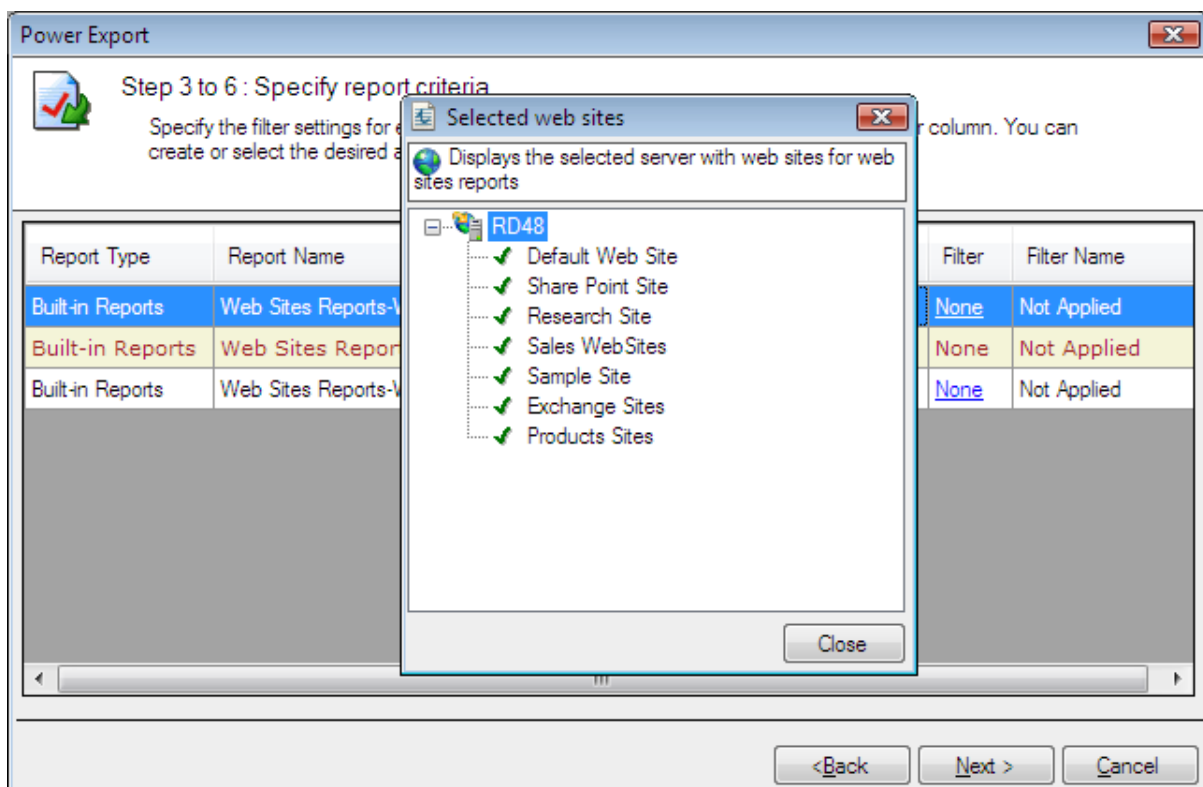 Power Export
Step 3 to 6 : Specify report criteria
Specify the filter settings for
r column. You can
create or select the desired
Selected web sites
Displays the selected server with web sites for web
sites reports
RD48
Default Web Site
Share Point Site
Research Site
Sales WebSites
Sample Site
Exchange Sites
Products Sites
Close
Report Type Report Name Filter Filter Name
Built-in Reports Web Sites Reports- None Not Applied
Built-in Reports Web Sites Repor None Not Applied
Built-in Reports Web Sites Reports- None Not Applied
<Back Next > Cancel